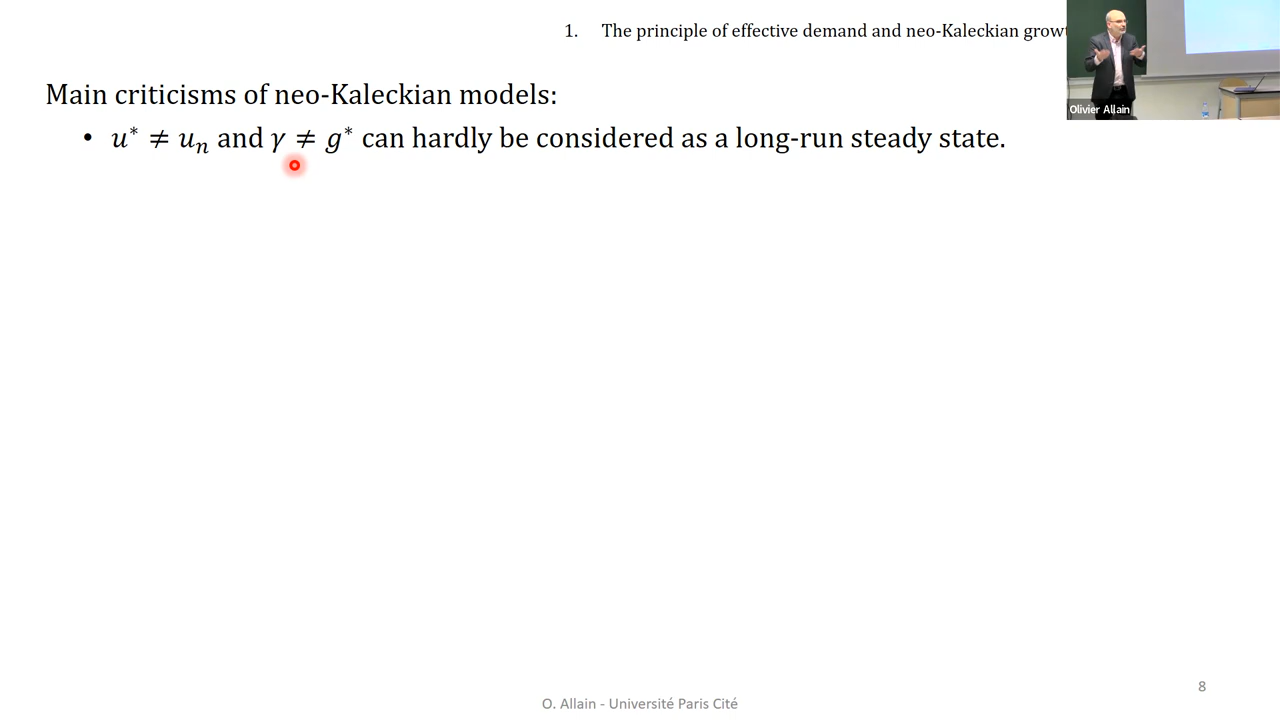 1. The principle of effective demand and neo-Kaleckian
Olivier Allain
Main criticisms of neo-Kaleckian models:
• u* ≠ uₙ and γ ≠ g* can hardly be considered as a long-run steady state.
O. Allain - Université Paris Cité
8